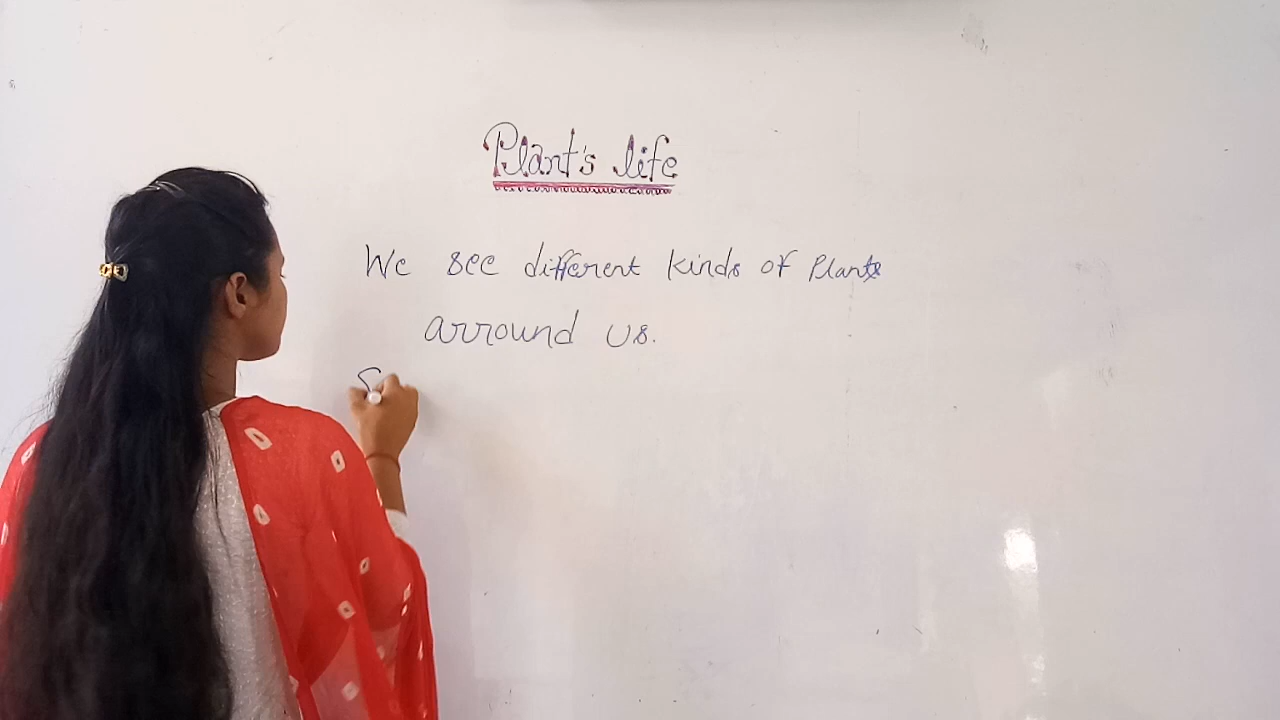 Plant's life
We see different kinds of Plants
arround us.